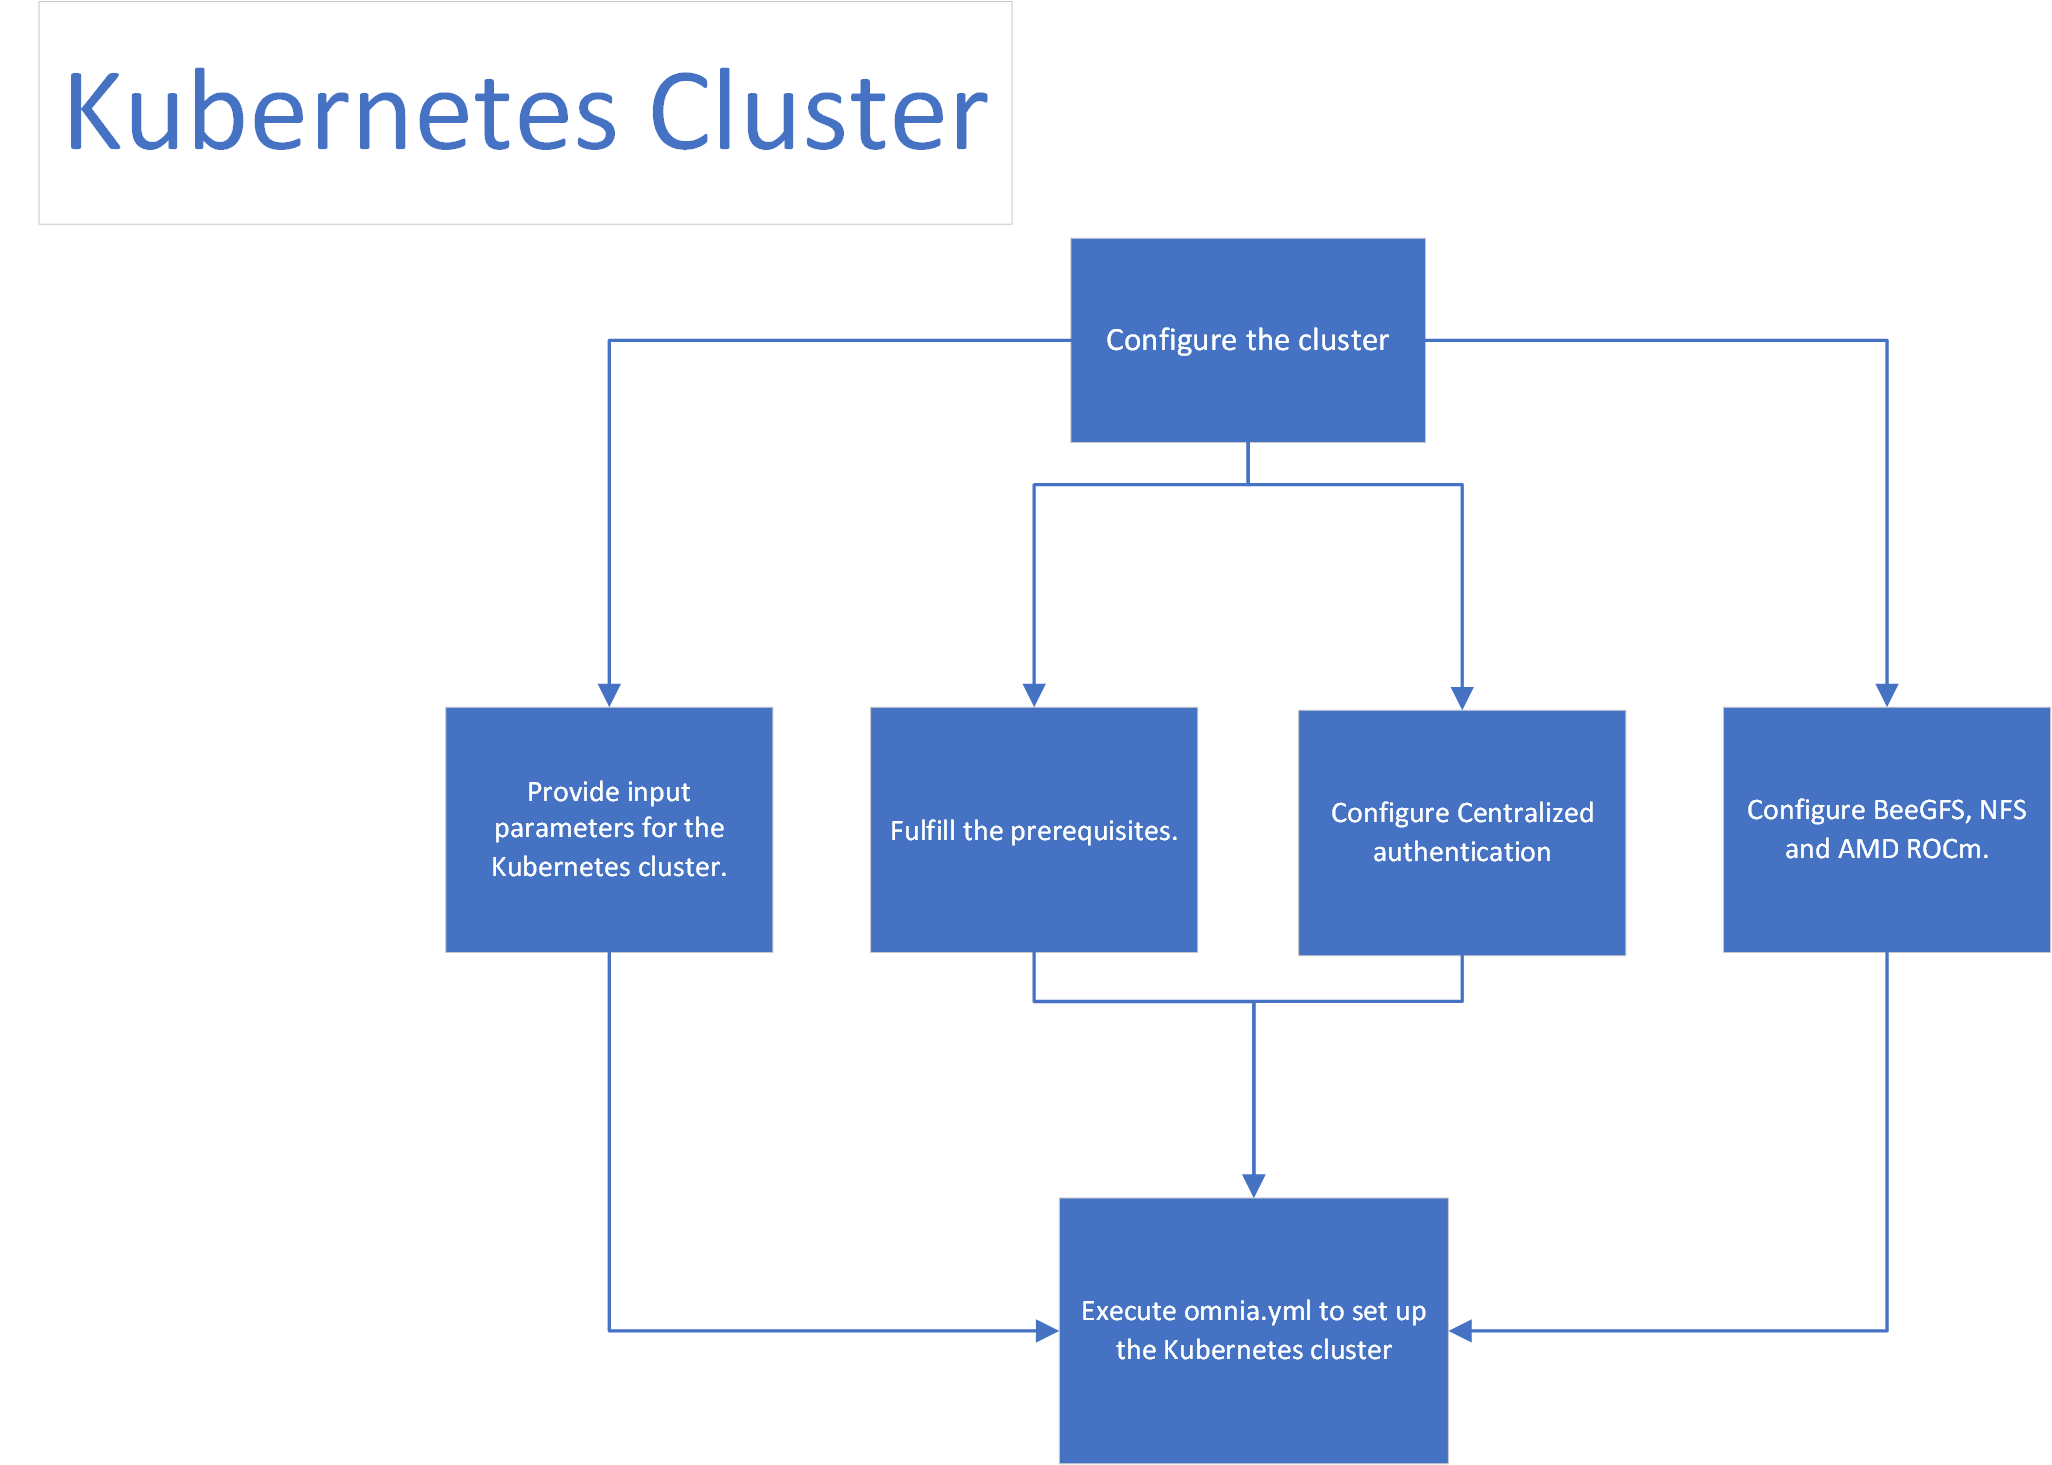 Kubernetes Cluster
Configure the cluster
Provide input
parameters for the
Kubernetes cluster.
Fulfill the prerequisites.
Configure Centralized
authentication
Configure BeeGFS, NFS
and AMD ROCm.
Execute omnia.yml to set up
the Kubernetes cluster